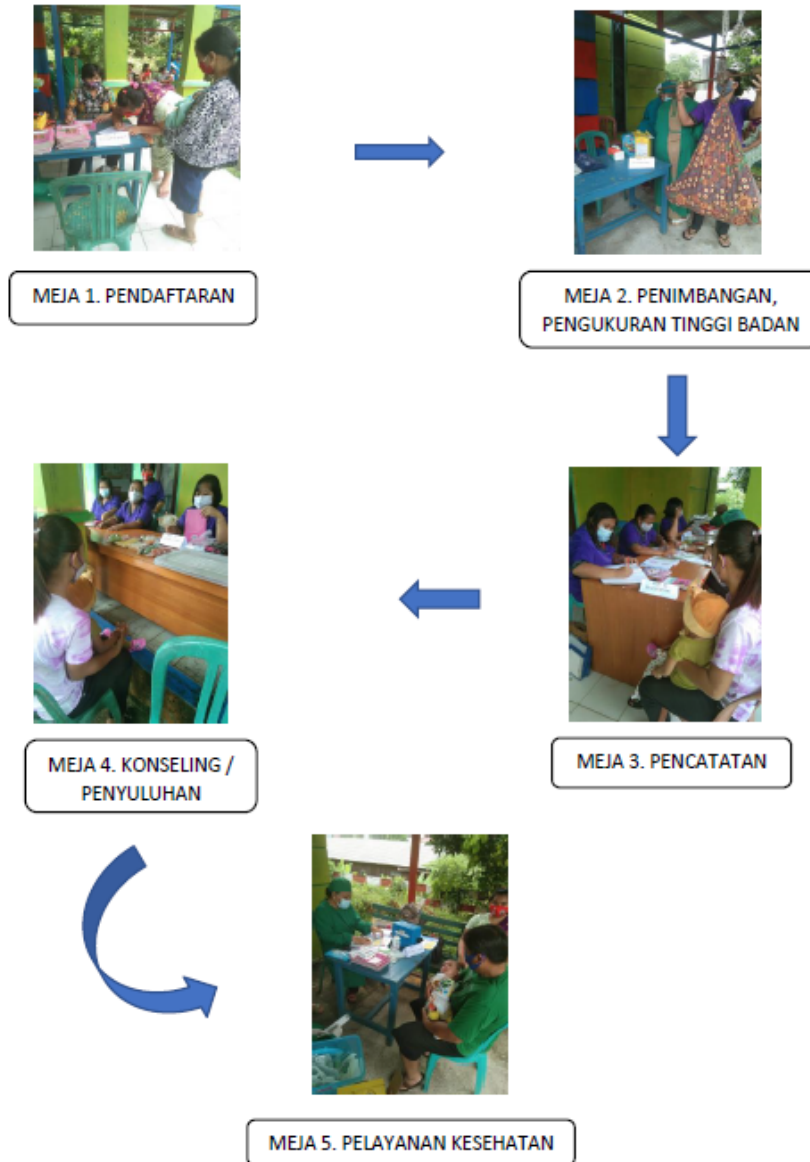 MEJA 1. PENDAFTARAN
MEJA 2. PENIMBANGAN,
PENGUKURAN TINGGI BADAN
MEJA 3. PENCATATAN
MEJA 4. KONSELING /
PENYULUHAN
MEJA 5. PELAYANAN KESEHATAN